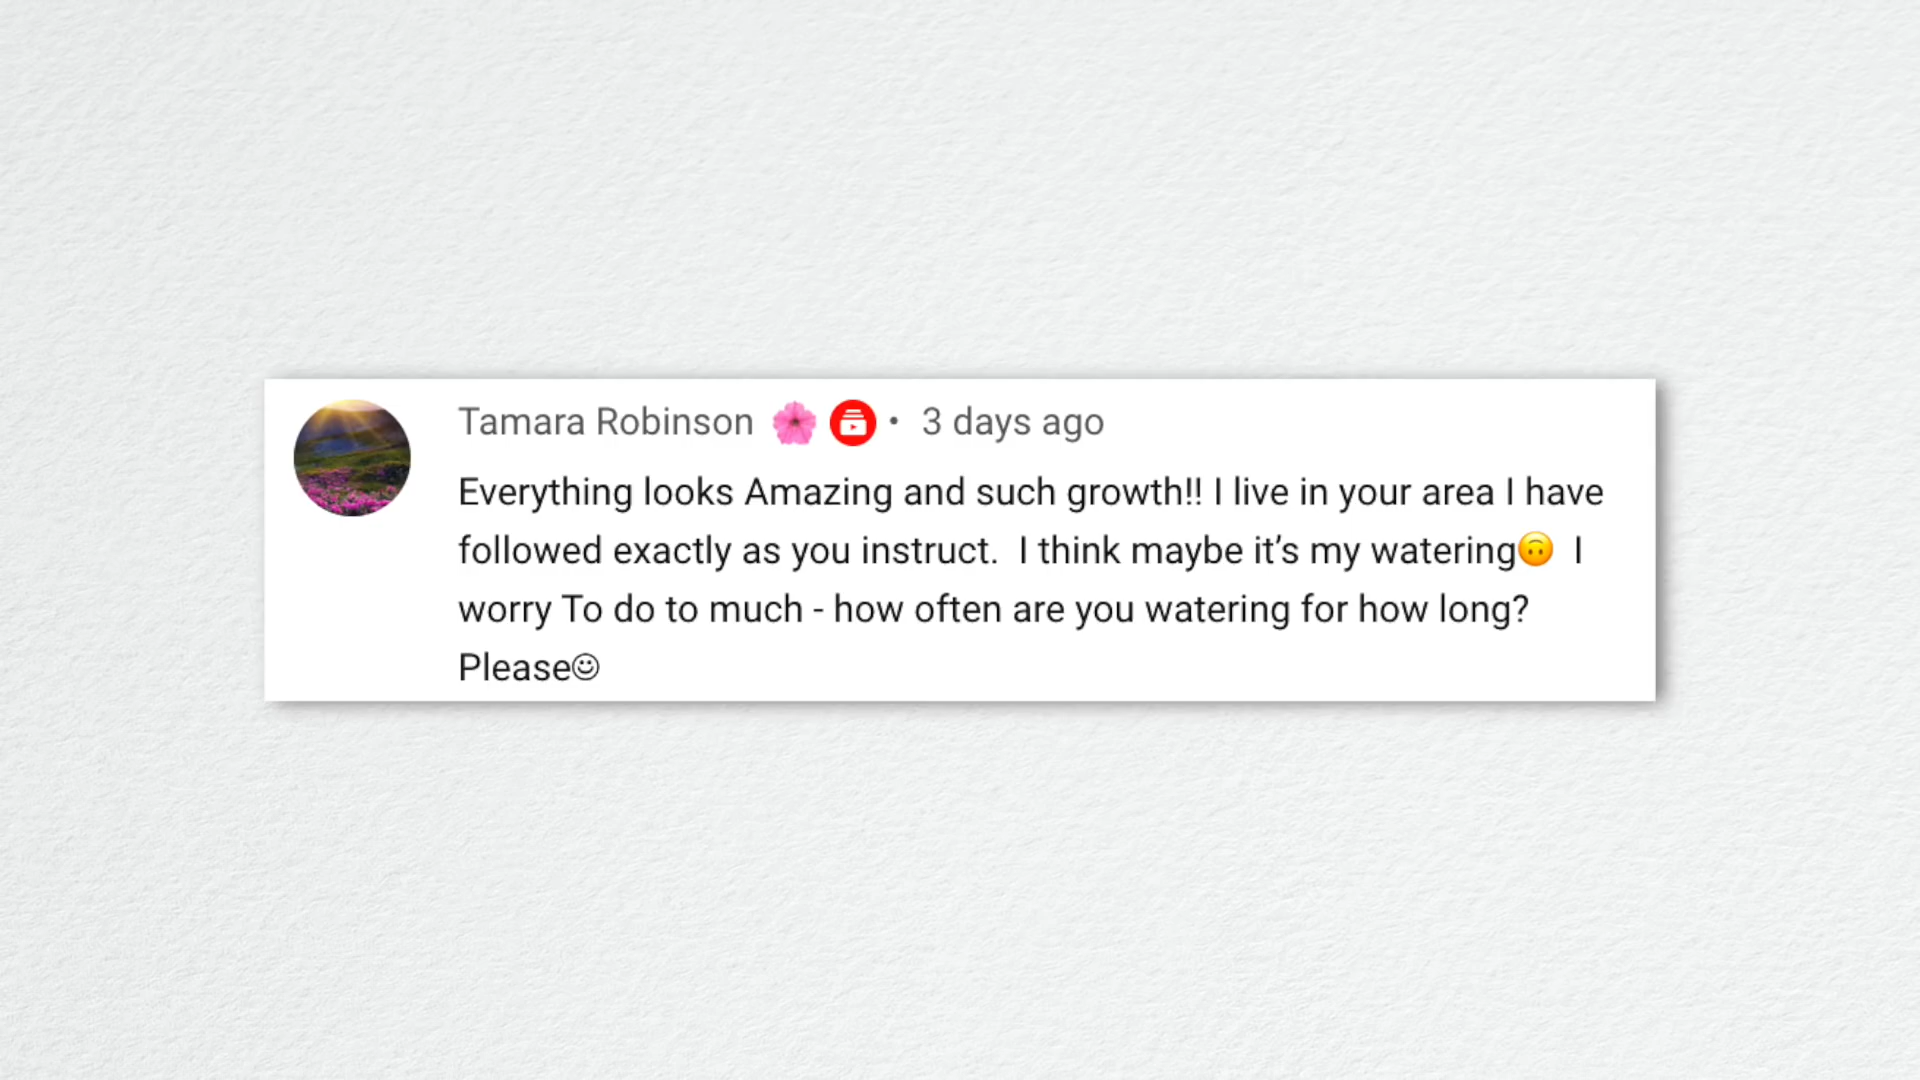 Tamara Robinson 🌸 • 3 days ago
Everything looks Amazing and such growth!! I live in your area I have
followed exactly as you instruct.  I think maybe it’s my watering🙃  I
worry To do to much - how often are you watering for how long?
Please☺